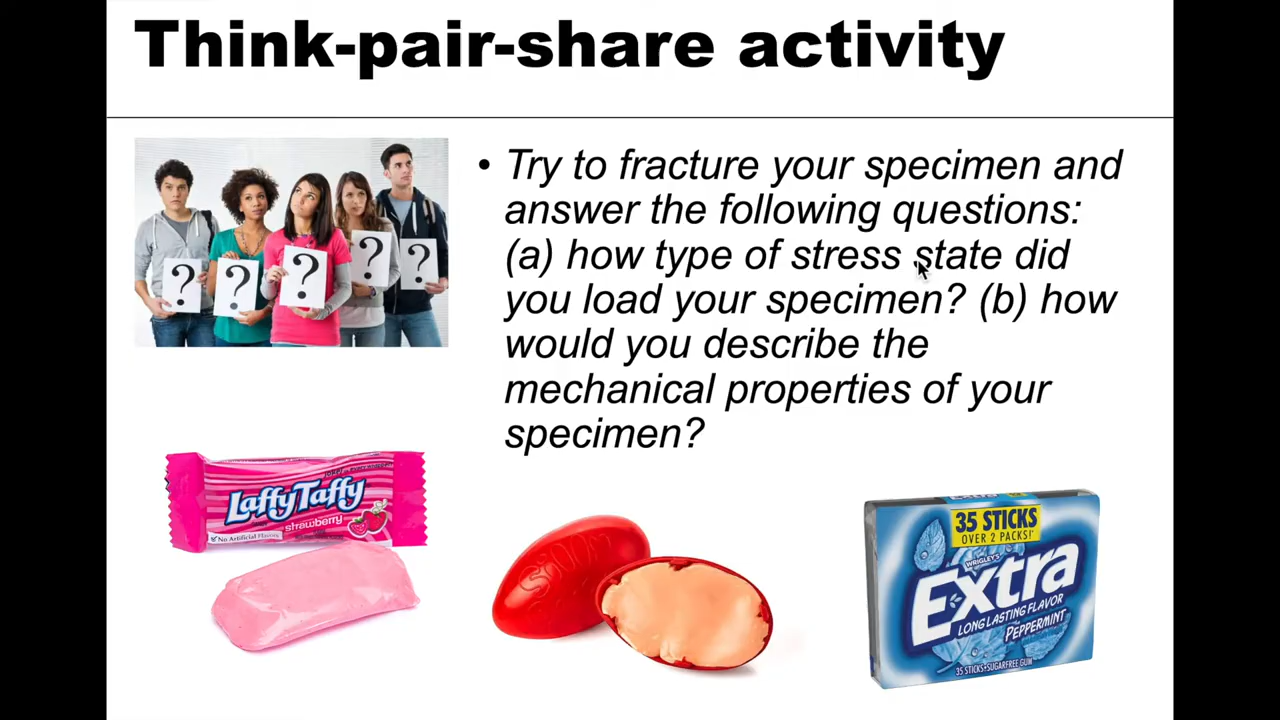 Think-pair-share activity
• Try to fracture your specimen and
answer the following questions:
(a) how type of stress state did
you load your specimen? (b) how
would you describe the
mechanical properties of your
specimen?
? ? ? ? ?
Laffy Taffy
strawberry
No Artificial Flavors
35 STICKS
OVER 2 PACKS!
WRIGLEY'S
Extra
LONG LASTING FLAVOR
PEPPERMINT
35 STICKS•SUGARFREE GUM